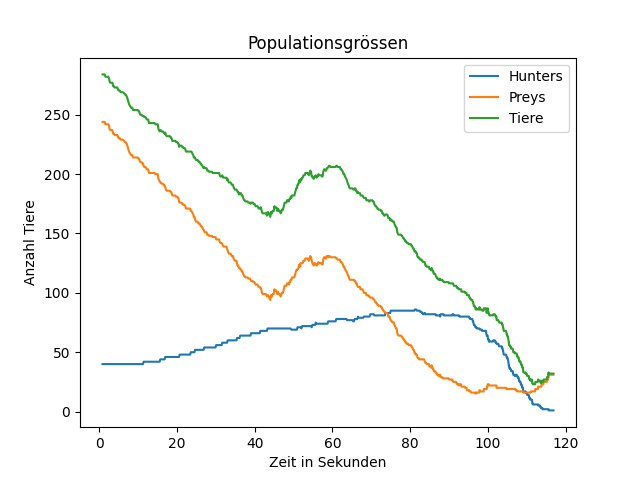 Populationsgrössen
Hunters
Preys
Tiere
Anzahl Tiere
250
200
150
100
50
0
0 20 40 60 80 100 120
Zeit in Sekunden